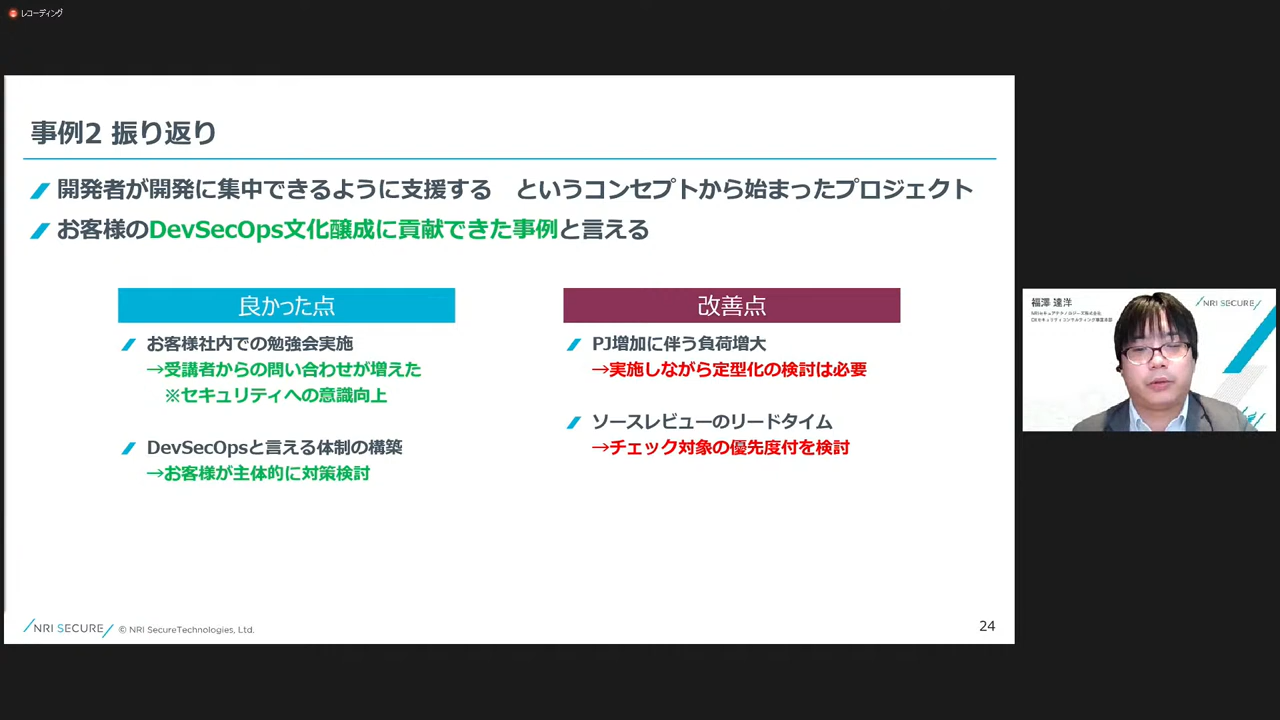 レコーディング
事例2 振り返り
開発者が開発に集中できるように支援する　というコンセプトから始まったプロジェクト
お客様のDevSecOps文化醸成に貢献できた事例と言える
良かった点
お客様社内での勉強会実施
→受講者からの問い合わせが増えた
※セキュリティへの意識向上
DevSecOpsと言える体制の構築
→お客様が主体的に対策検討
改善点
PJ増加に伴う負荷増大
→実施しながら定型化の検討は必要
ソースレビューのリードタイム
→チェック対象の優先度付を検討
NRI SECURE
© NRI SecureTechnologies, Ltd.
24
福澤 達洋
NRIセキュアテクノロジーズ株式会社
DXセキュリティコンサルティング事業本部
NRI SECURE